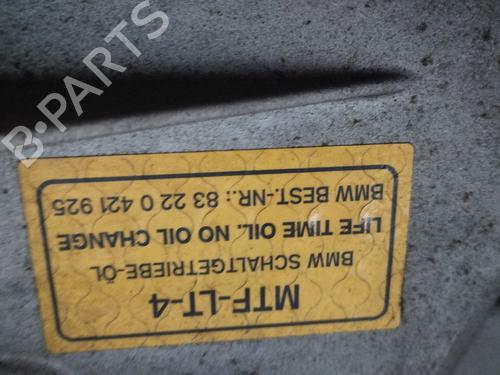 B-PARTS
MTF-LT-4
BMW SCHALTGETRIEBE-ÖL
LIFE TIME OIL. NO OIL CHANGE
BMW BEST.-NR.: 83 22 0 421 925